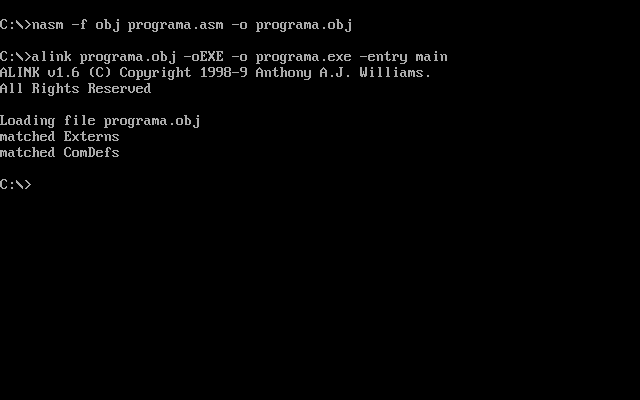 C:\>nasm -f obj programa.asm -o programa.obj
C:\>alink programa.obj -oEXE -o programa.exe -entry main
ALINK v1.6 (C) Copyright 1998-9 Anthony A.J. Williams.
All Rights Reserved
Loading file programa.obj
matched Externs
matched ComDefs
C:\>